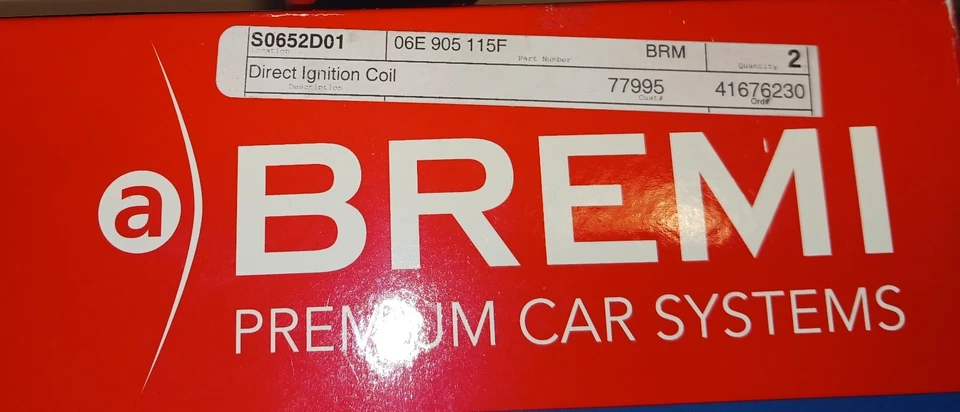 S0652D01 06E 905 115F BRM 2
Location Part Number Quantity
Direct Ignition Coil 77995 41676230
Description Cust# Ord#
a BREMI
PREMIUM CAR SYSTEMS